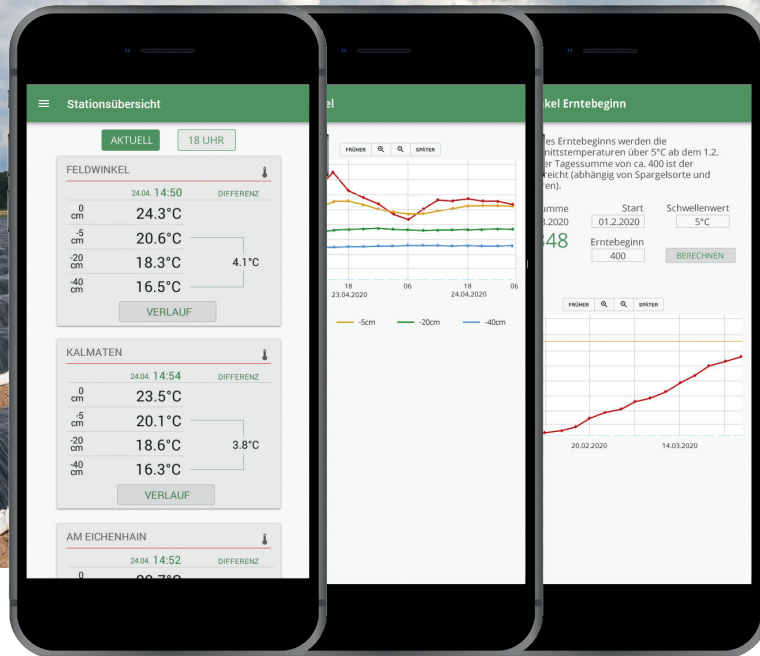 Stationsübersicht
AKTUELL 18 UHR
FELDWINKEL
24.04. 14:50 DIFFERENZ
0 cm 24.3°C
-5 cm 20.6°C
-20 cm 18.3°C 4.1°C
-40 cm 16.5°C
VERLAUF
KALMATEN
24.04. 14:54 DIFFERENZ
0 cm 23.5°C
-5 cm 20.1°C
-20 cm 18.6°C 3.8°C
-40 cm 16.3°C
VERLAUF
AM EICHENHAIN
24.04. 14:52 DIFFERENZ
0
el
FRÜHER SPÄTER
18 06 18 06
23.04.2020 24.04.2020
-5cm -20cm -40cm
kel Erntebeginn
es Erntebeginns werden die
nittstemperaturen über 5°C ab dem 1.2.
er Tagessumme von ca. 400 ist der
reicht (abhängig von Spargelsorte und
ren).
umme Start Schwellenwert
3.2020 01.2.2020 5°C
348 Erntebeginn
400 BERECHNEN
FRÜHER SPÄTER
20.02.2020 14.03.2020